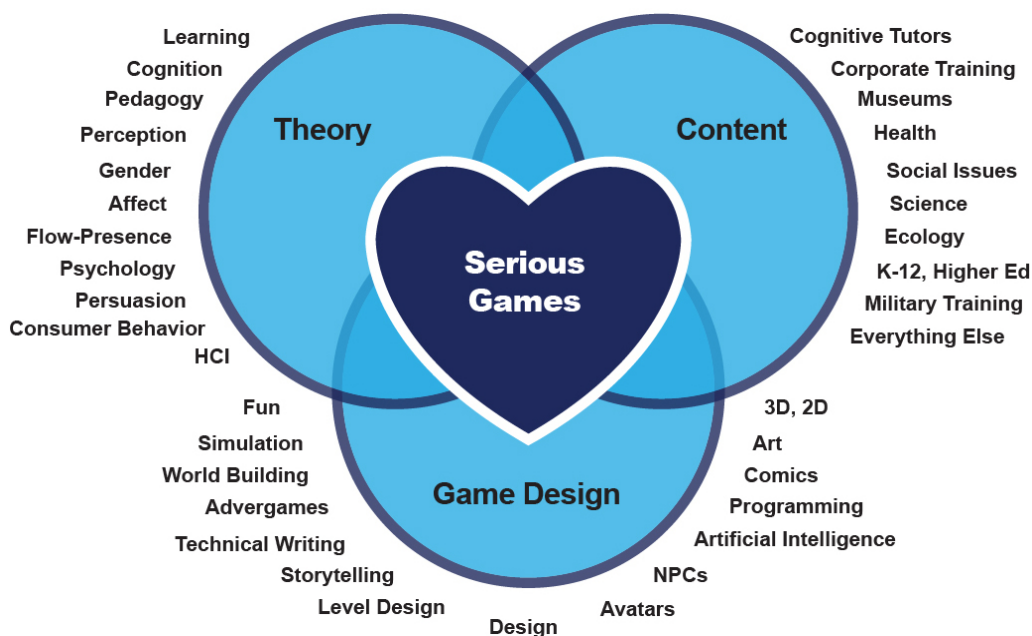 Learning
Cognition
Pedagogy
Perception
Gender
Affect
Flow-Presence
Psychology
Persuasion
Consumer Behavior
HCI
Theory
Content
Cognitive Tutors
Corporate Training
Museums
Health
Social Issues
Science
Ecology
K-12, Higher Ed
Military Training
Everything Else
Serious
Games
Game Design
Fun
Simulation
World Building
Advergames
Technical Writing
Storytelling
Level Design
Design
3D, 2D
Art
Comics
Programming
Artificial Intelligence
NPCs
Avatars